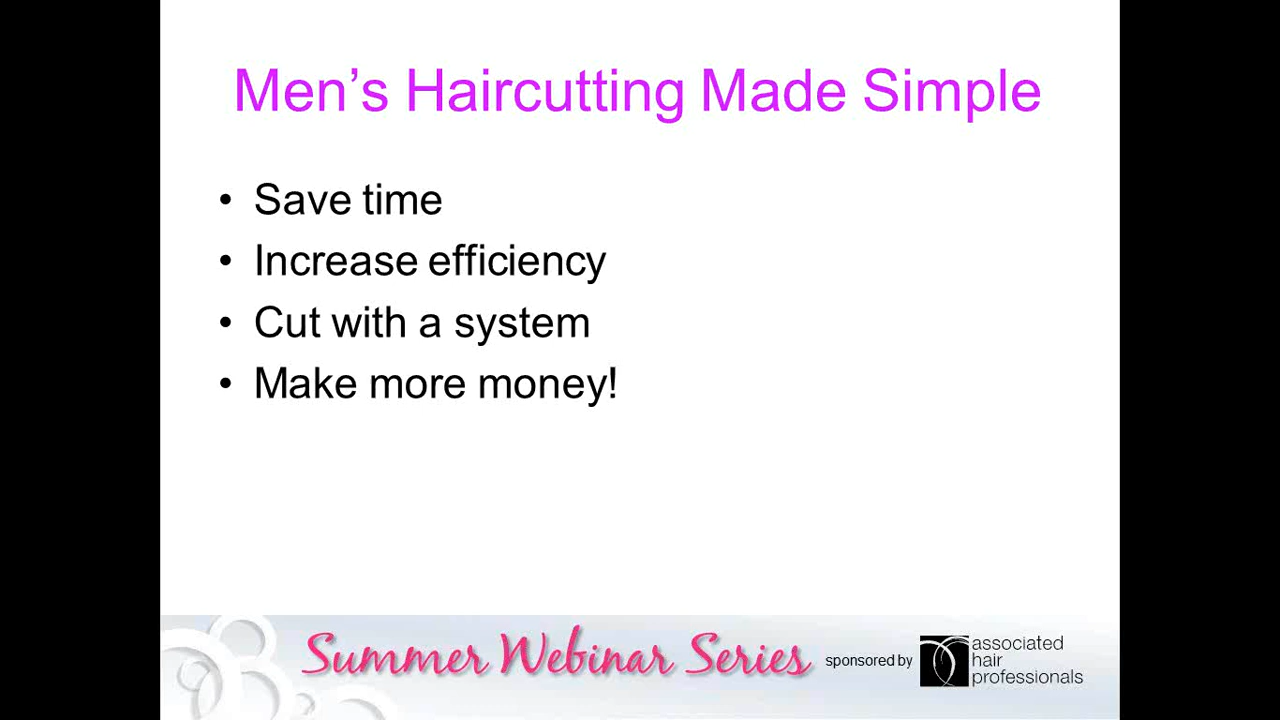 Men’s Haircutting Made Simple
• Save time
• Increase efficiency
• Cut with a system
• Make more money!
Summer Webinar Series sponsored by
associated
hair
professionals